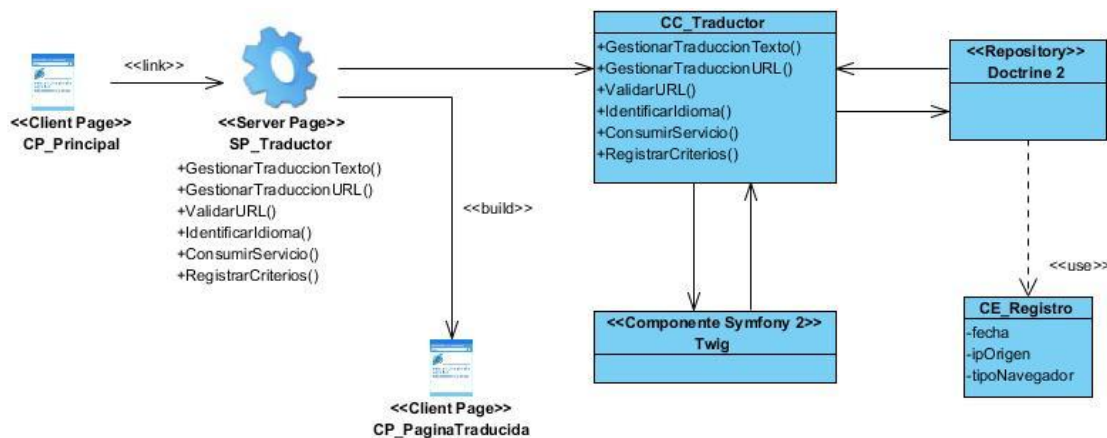 <<link>>
<<Client Page>>
CP_Principal
<<Server Page>>
SP_Traductor
+GestionarTraduccionTexto()
+GestionarTraduccionURL()
+ValidarURL()
+IdentificarIdioma()
+ConsumirServicio()
+RegistrarCriterios()
<<build>>
<<Client Page>>
CP_PaginaTraducida
CC_Traductor
+GestionarTraduccionTexto()
+GestionarTraduccionURL()
+ValidarURL()
+IdentificarIdioma()
+ConsumirServicio()
+RegistrarCriterios()
<<Componente Symfony 2>>
Twig
<<Repository>>
Doctrine 2
<<use>>
CE_Registro
-fecha
-ipOrigen
-tipoNavegador